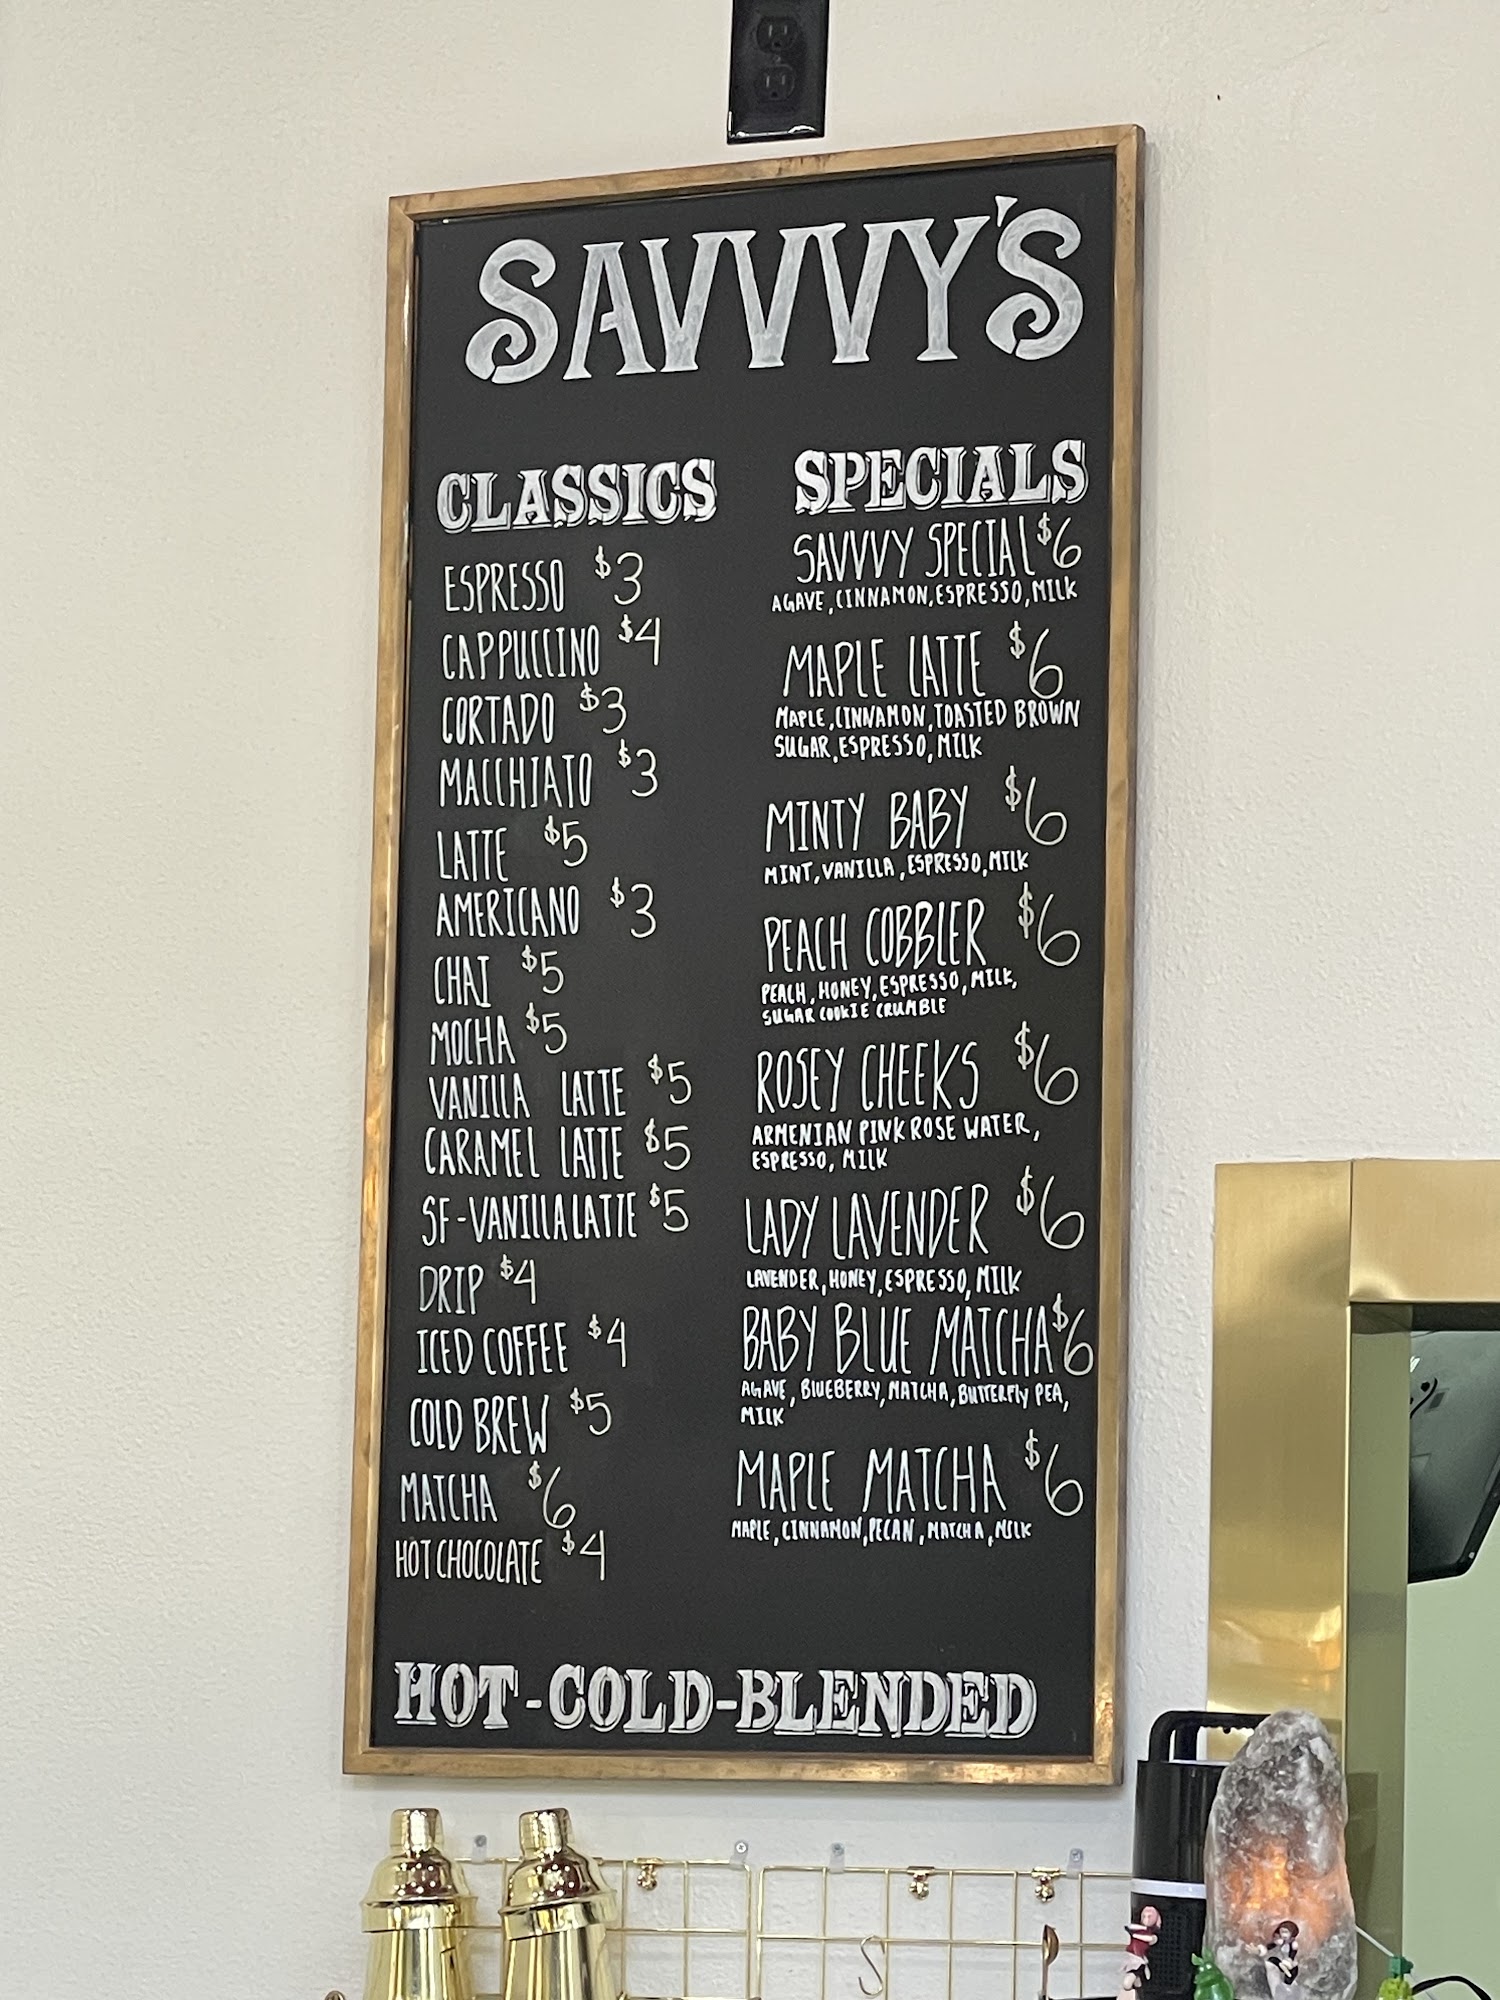 SAVVVY'S
CLASSICS
ESPRESSO $3
CAPPUCCINO $4
CORTADO $3
MACCHIATO $3
LATTE $5
AMERICANO $3
CHAI $5
MOCHA $5
VANILLA LATTE $5
CARAMEL LATTE $5
SF-VANILLA LATTE $5
DRIP $4
ICED COFFEE $4
COLD BREW $5
MATCHA $6
HOT CHOCOLATE $4
SPECIALS
SAVVVY SPECIAL $6
AGAVE, CINNAMON, ESPRESSO, MILK
MAPLE LATTE $6
MAPLE, CINNAMON, TOASTED BROWN
SUGAR, ESPRESSO, MILK
MINTY BABY $6
MINT, VANILLA, ESPRESSO, MILK
PEACH COBBLER $6
PEACH, HONEY, ESPRESSO, MILK,
SUGAR COOKIE CRUMBLE
ROSEY CHEEKS $6
ARMENIAN PINK ROSE WATER,
ESPRESSO, MILK
LADY LAVENDER $6
LAVENDER, HONEY, ESPRESSO, MILK
BABY BLUE MATCHA $6
AGAVE, BLUEBERRY, MATCHA, BUTTERFLY PEA,
MILK
MAPLE MATCHA $6
MAPLE, CINNAMON, PECAN, MATCHA, MILK
HOT-COLD-BLENDED